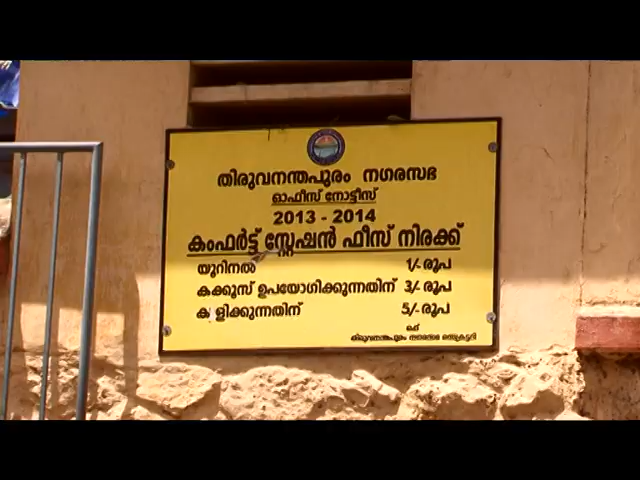 തിരുവനന്തപുരം നഗരസഭ
ഓഫീസ് നോട്ടീസ്
2013 - 2014
കംഫർട്ട് സ്റ്റേഷൻ ഫീസ് നിരക്ക്
യൂറിനൽ 1/-രൂപ
കക്കൂസ് ഉപയോഗിക്കുന്നതിന് 3/-രൂപ
കുളിക്കുന്നതിന് 5/-രൂപ
ഒപ്പ്
തിരുവനന്തപുരം നഗരസഭ സെക്രട്ടറി